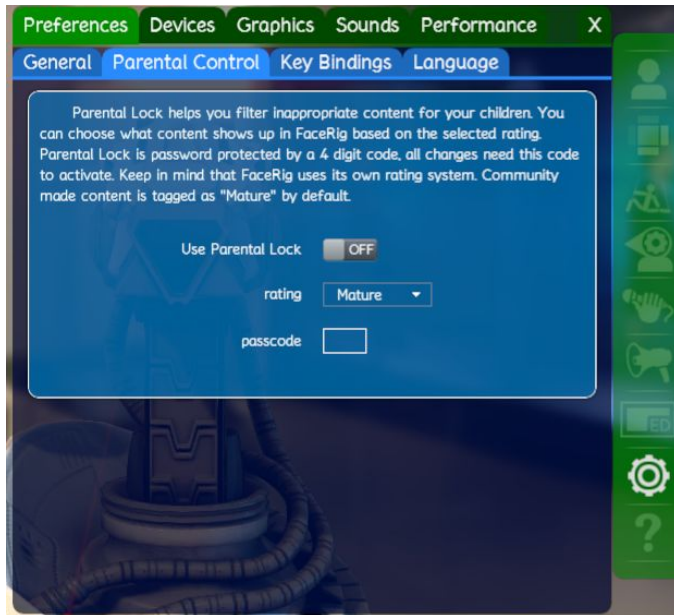 Preferences Devices Graphics Sounds Performance X
General Parental Control Key Bindings Language
Parental Lock helps you filter inappropriate content for your children. You
can choose what content shows up in FaceRig based on the selected rating.
Parental Lock is password protected by a 4 digit code, all changes need this code
to activate. Keep in mind that FaceRig uses its own rating system. Community
made content is tagged as "Mature" by default.
Use Parental Lock OFF
rating Mature
passcode
ED
?